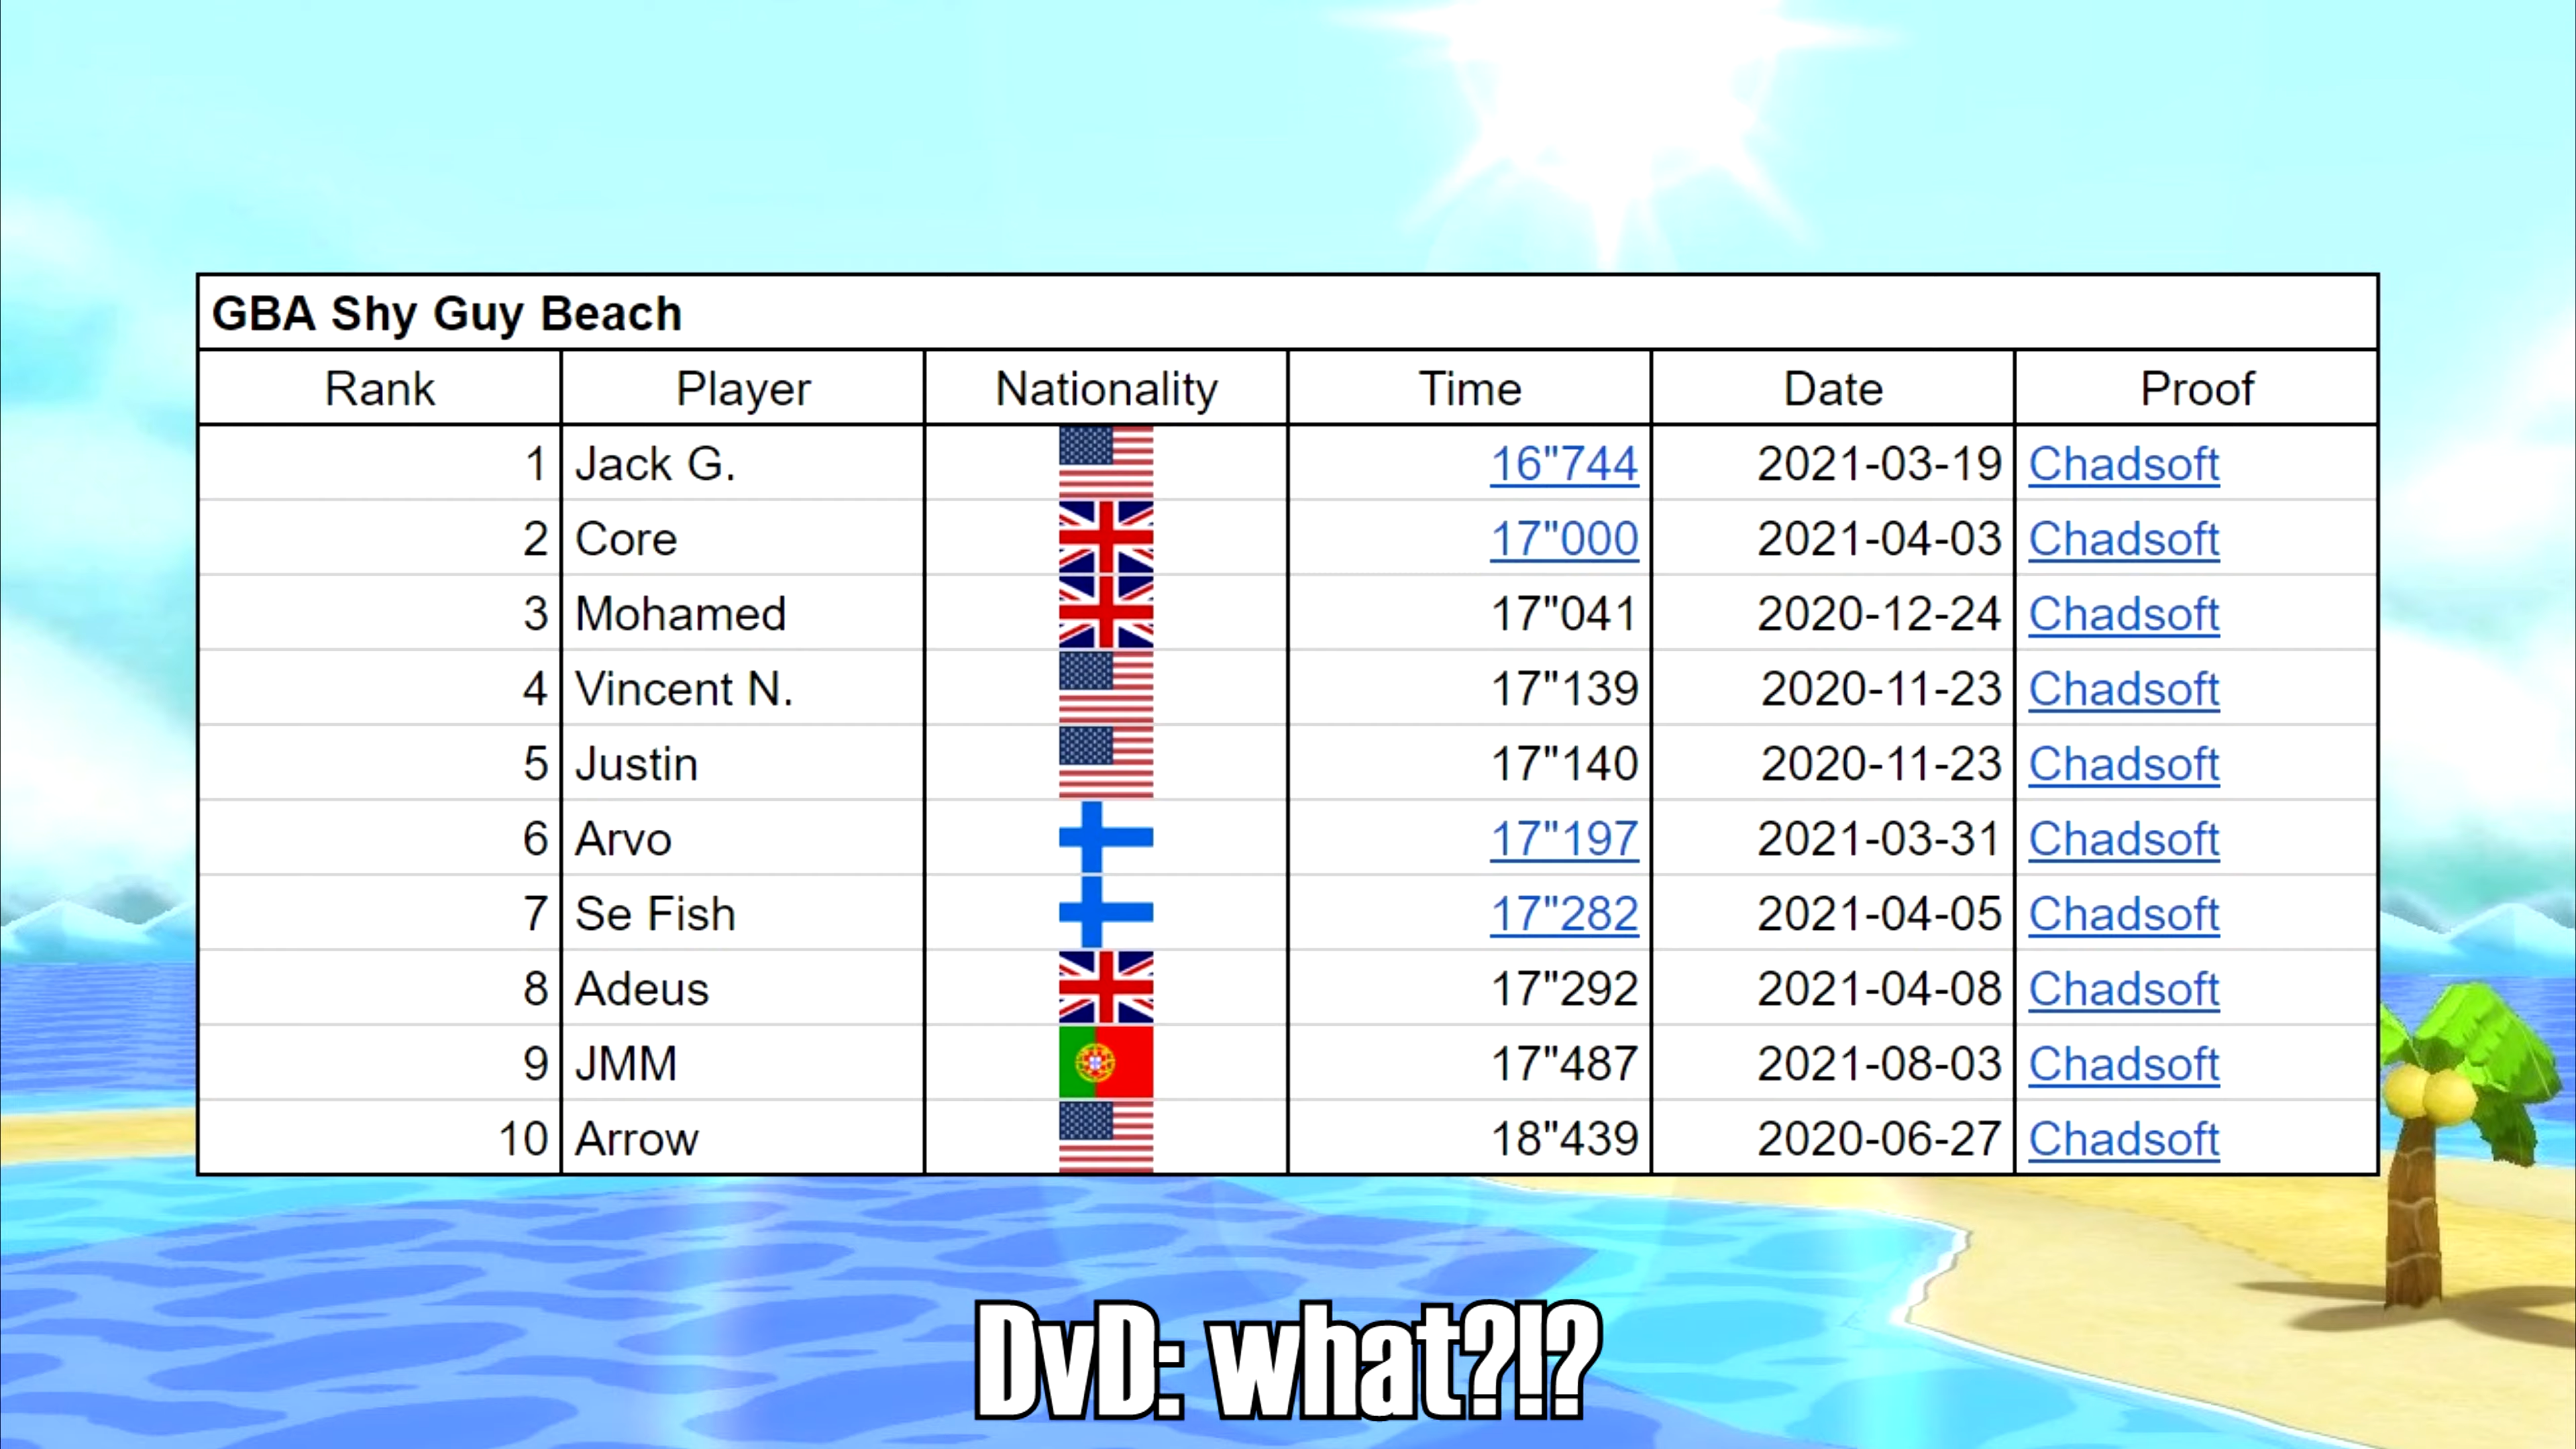 GBA Shy Guy Beach
Rank Player Nationality Time Date Proof
1 Jack G. 16"744 2021-03-19 Chadsoft
2 Core 17"000 2021-04-03 Chadsoft
3 Mohamed 17"041 2020-12-24 Chadsoft
4 Vincent N. 17"139 2020-11-23 Chadsoft
5 Justin 17"140 2020-11-23 Chadsoft
6 Arvo 17"197 2021-03-31 Chadsoft
7 Se Fish 17"282 2021-04-05 Chadsoft
8 Adeus 17"292 2021-04-08 Chadsoft
9 JMM 17"487 2021-08-03 Chadsoft
10 Arrow 18"439 2020-06-27 Chadsoft
DvD: what?!?